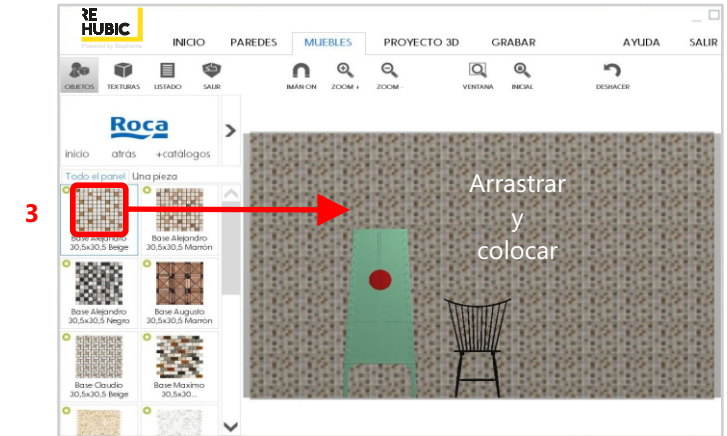 RE
HUBIC
Powered by Bisphome
INICIO PAREDES MUEBLES PROYECTO 3D GRABAR AYUDA SALIR
OBJETOS TEXTURAS LISTADO SALIR IMÁN ON ZOOM + ZOOM - VENTANA INICIAL DESHACER
Roca
inicio atrás +catálogos
Todo el panel Una pieza
3
Base Alejandro
30,5x30,5 Beige
Base Alejandro
30,5x30,5 Marrón
Base Alejandro
30,5x30,5 Negro
Base Augusto
30,5x30,5 Marrón
Base Claudio
30,5x30,5 Beige
Base Maximo
30,5x30...
Arrastrar
y
colocar